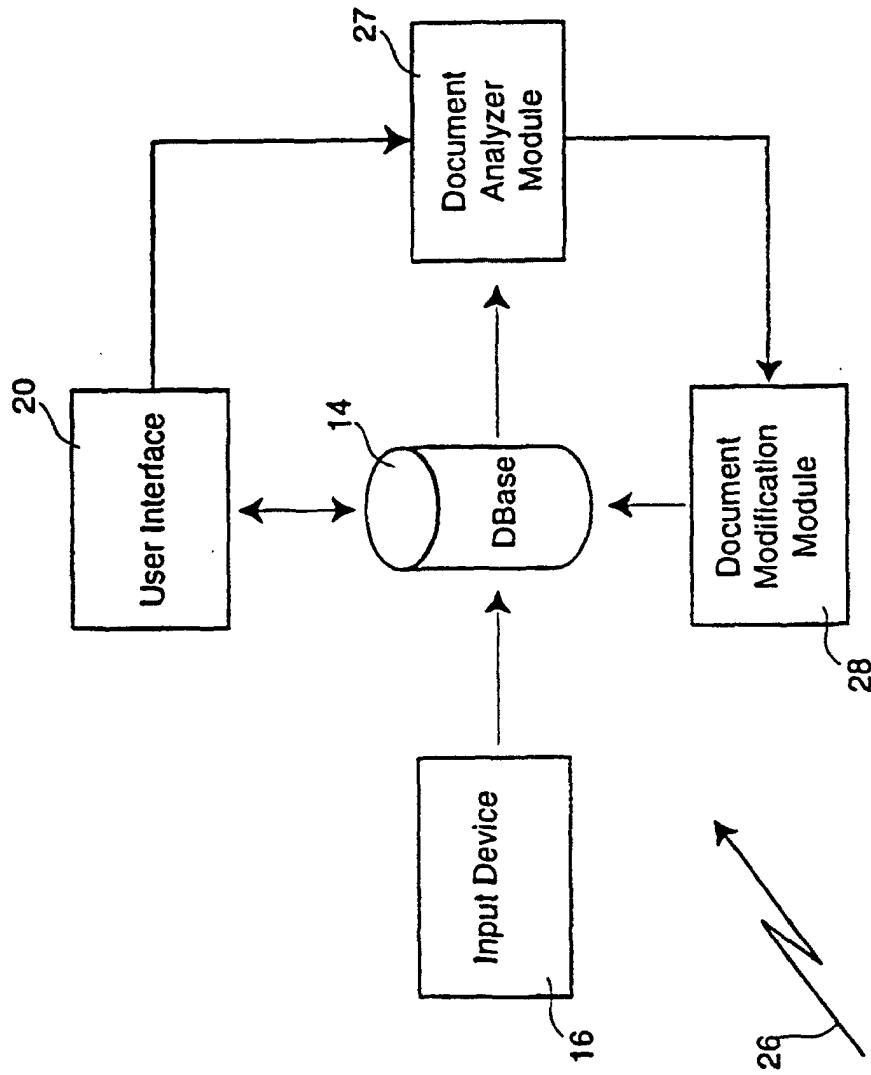 20
User Interface
27
Document
Analyzer
Module
14
DBase
Input Device
16
Document
Modification
Module
28
26